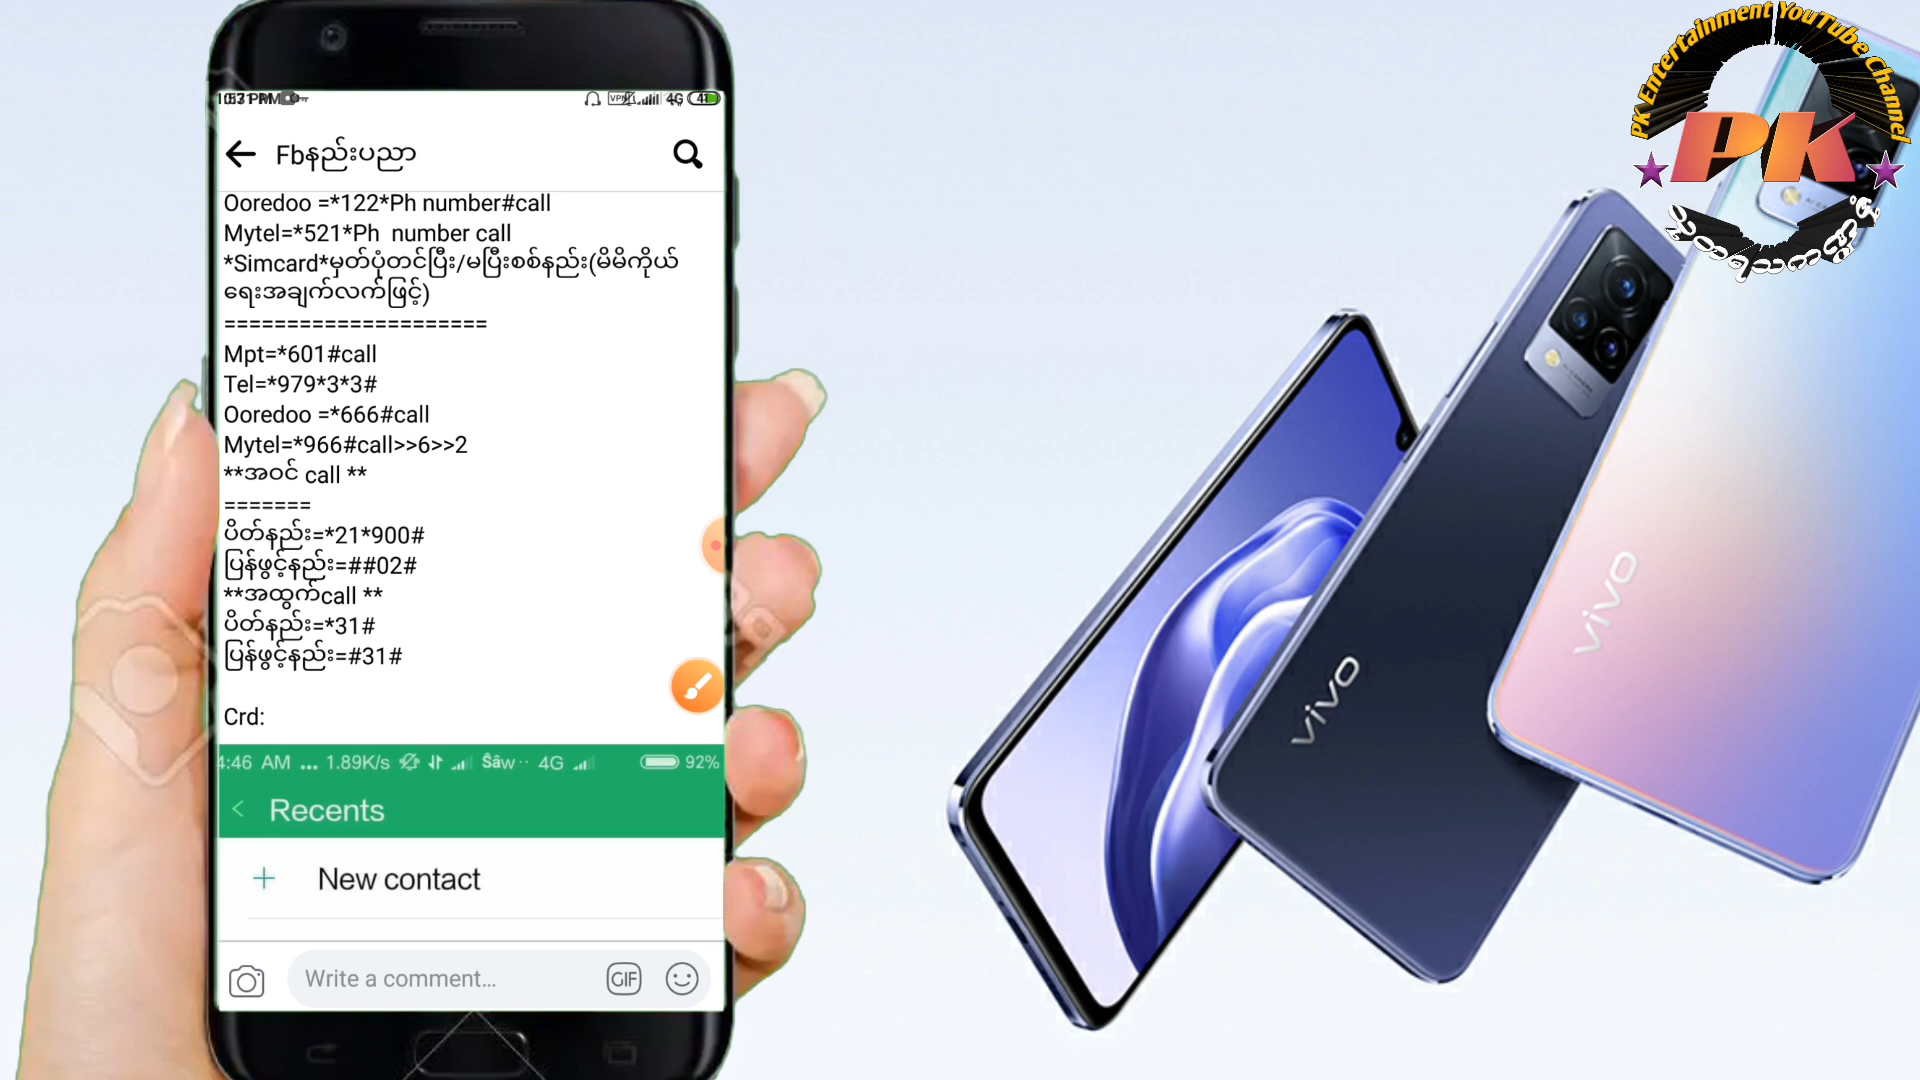 VPN 4G 41
Fbနည်းပညာ
Ooredoo =*122*Ph number#call
Mytel=*521*Ph  number call
*Simcard*မှတ်ပုံတင်ပြီး/မပြီးစစ်နည်း(မိမိကိုယ်
ရေးအချက်လက်ဖြင့်)
=====================
Mpt=*601#call
Tel=*979*3*3#
Ooredoo =*666#call
Mytel=*966#call>>6>>2
**အဝင် call **
=======
ပိတ်နည်း=*21*900#
ပြန်ဖွင့်နည်း=##02#
**အထွက်call **
ပိတ်နည်း=*31#
ပြန်ဖွင့်နည်း=#31#
Crd:
4:46 AM ... 1.89K/s Ŝâw·· 4G 92%
Recents
New contact
Write a comment...
GIF
PK Entertainment YouTube Channel
PK
vivo
vivo